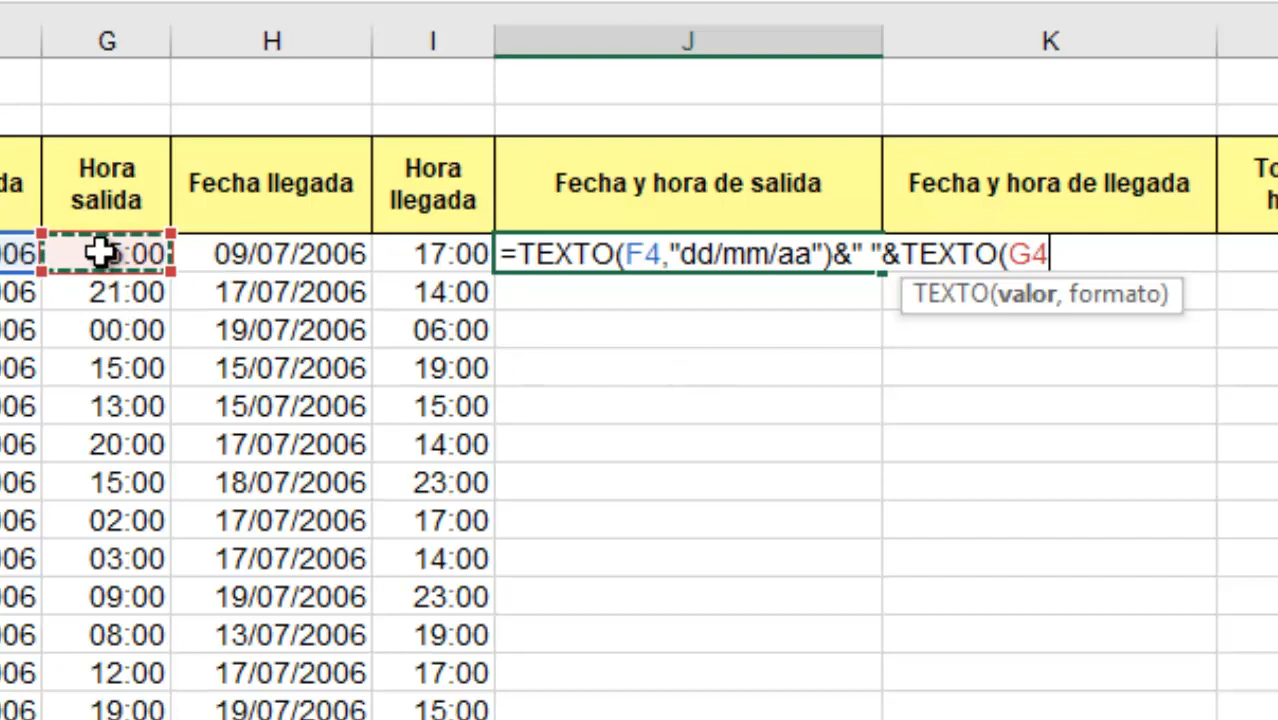 G H I J K
da Hora salida Fecha llegada Hora llegada Fecha y hora de salida Fecha y hora de llegada
006 5:00 09/07/2006 17:00 =TEXTO(F4,"dd/mm/aa")&" "&TEXTO(G4
TEXTO(valor, formato)
006 21:00 17/07/2006 14:00
006 00:00 19/07/2006 06:00
006 15:00 15/07/2006 19:00
006 13:00 15/07/2006 15:00
006 20:00 17/07/2006 14:00
006 15:00 18/07/2006 23:00
006 02:00 17/07/2006 17:00
006 03:00 17/07/2006 14:00
006 09:00 19/07/2006 23:00
006 08:00 13/07/2006 19:00
006 12:00 17/07/2006 17:00
006 19:00 19/07/2006 15:00